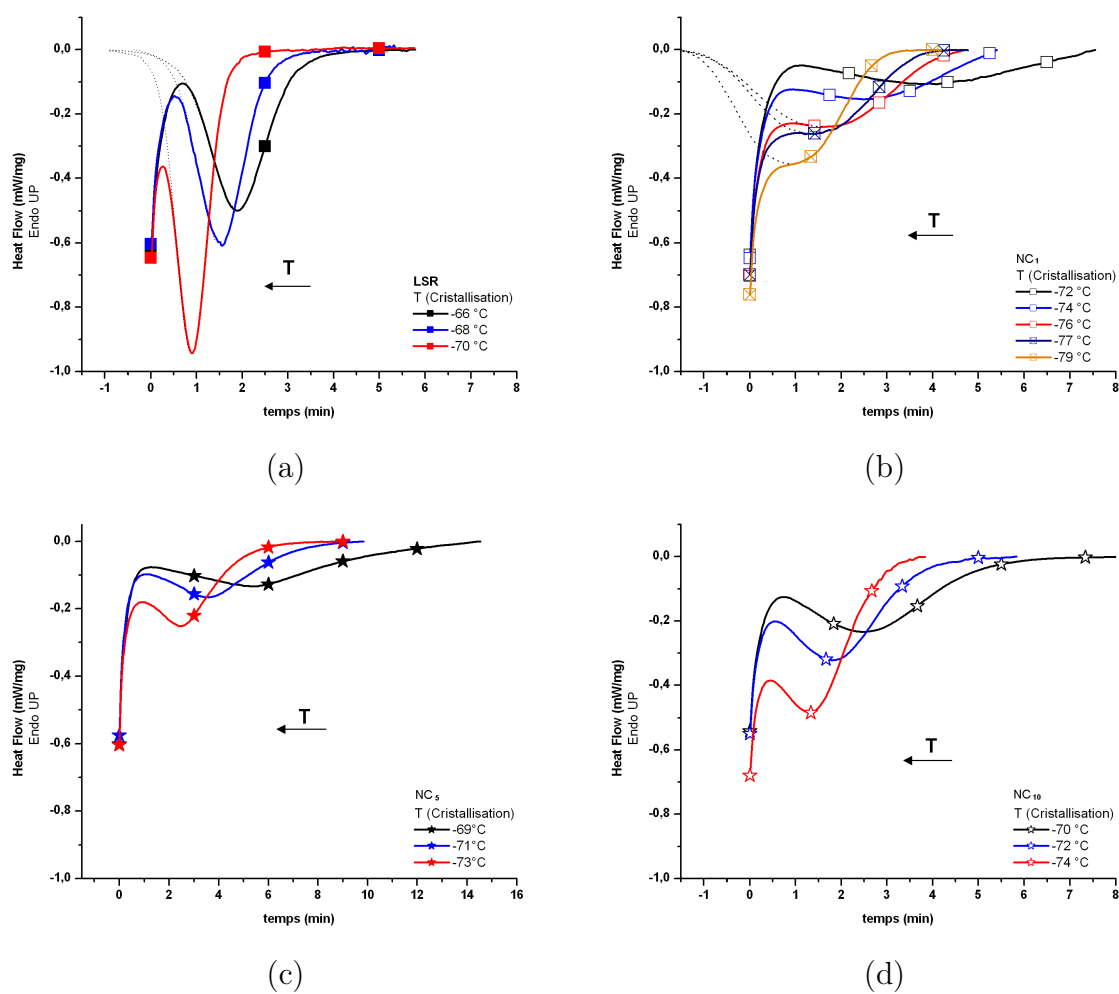 0,0
-0,2
-0,4
-0,6
-0,8
-1,0
Heat Flow (mW/mg)
Endo UP
T
LSR
T (Cristallisation)
-66 °C
-68 °C
-70 °C
-1 0 1 2 3 4 5 6 7 8
temps (min)
(a)
0,0
-0,2
-0,4
-0,6
-0,8
-1,0
Heat Flow (mW/mg)
Endo UP
T
NC₁
T (Cristallisation)
-72 °C
-74 °C
-76 °C
-77 °C
-79 °C
-1 0 1 2 3 4 5 6 7 8
temps (min)
(b)
0,0
-0,2
-0,4
-0,6
-0,8
-1,0
Heat Flow (mW/mg)
Endo UP
T
NC₅
T (Cristallisation)
-69°C
-71°C
-73°C
0 2 4 6 8 10 12 14 16
temps (min)
(c)
0,0
-0,2
-0,4
-0,6
-0,8
-1,0
Heat Flow (mW/mg)
Endo UP
T
NC₁₀
T (Cristallisation)
-70 °C
-72 °C
-74 °C
-1 0 1 2 3 4 5 6 7 8
temps (min)
(d)